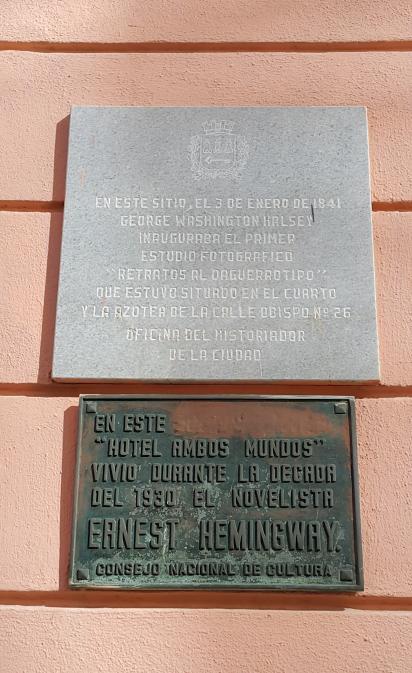 EN ESTE SITIO, EL 3 DE ENERO DE 1841
GEORGE WASHINGTON HALSEY
INAUGURABA EL PRIMER
ESTUDIO FOTOGRAFICO
"RETRATOS AL DAGUERROTIPO"
QUE ESTUVO SITUADO EN EL CUARTO
Y LA AZOTEA DE LA CALLE OBISPO Nº 26
OFICINA DEL HISTORIADOR
DE LA CIUDAD
EN ESTE
"HOTEL AMBOS MUNDOS"
VIVIO DURANTE LA DECADA
DEL 1930 EL NOVELISTA
ERNEST HEMINGWAY.
CONSEJO NACIONAL DE CULTURA